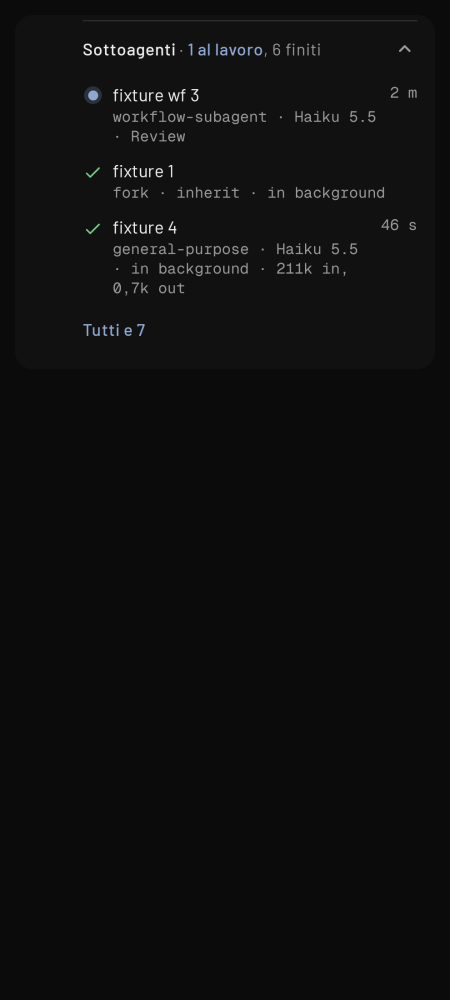 Sottoagenti · 1 al lavoro, 6 finiti
fixture wf 3 2 m
workflow-subagent · Haiku 5.5
· Review
fixture 1
fork · inherit · in background
fixture 4 46 s
general-purpose · Haiku 5.5
· in background · 211k in,
0,7k out
Tutti e 7